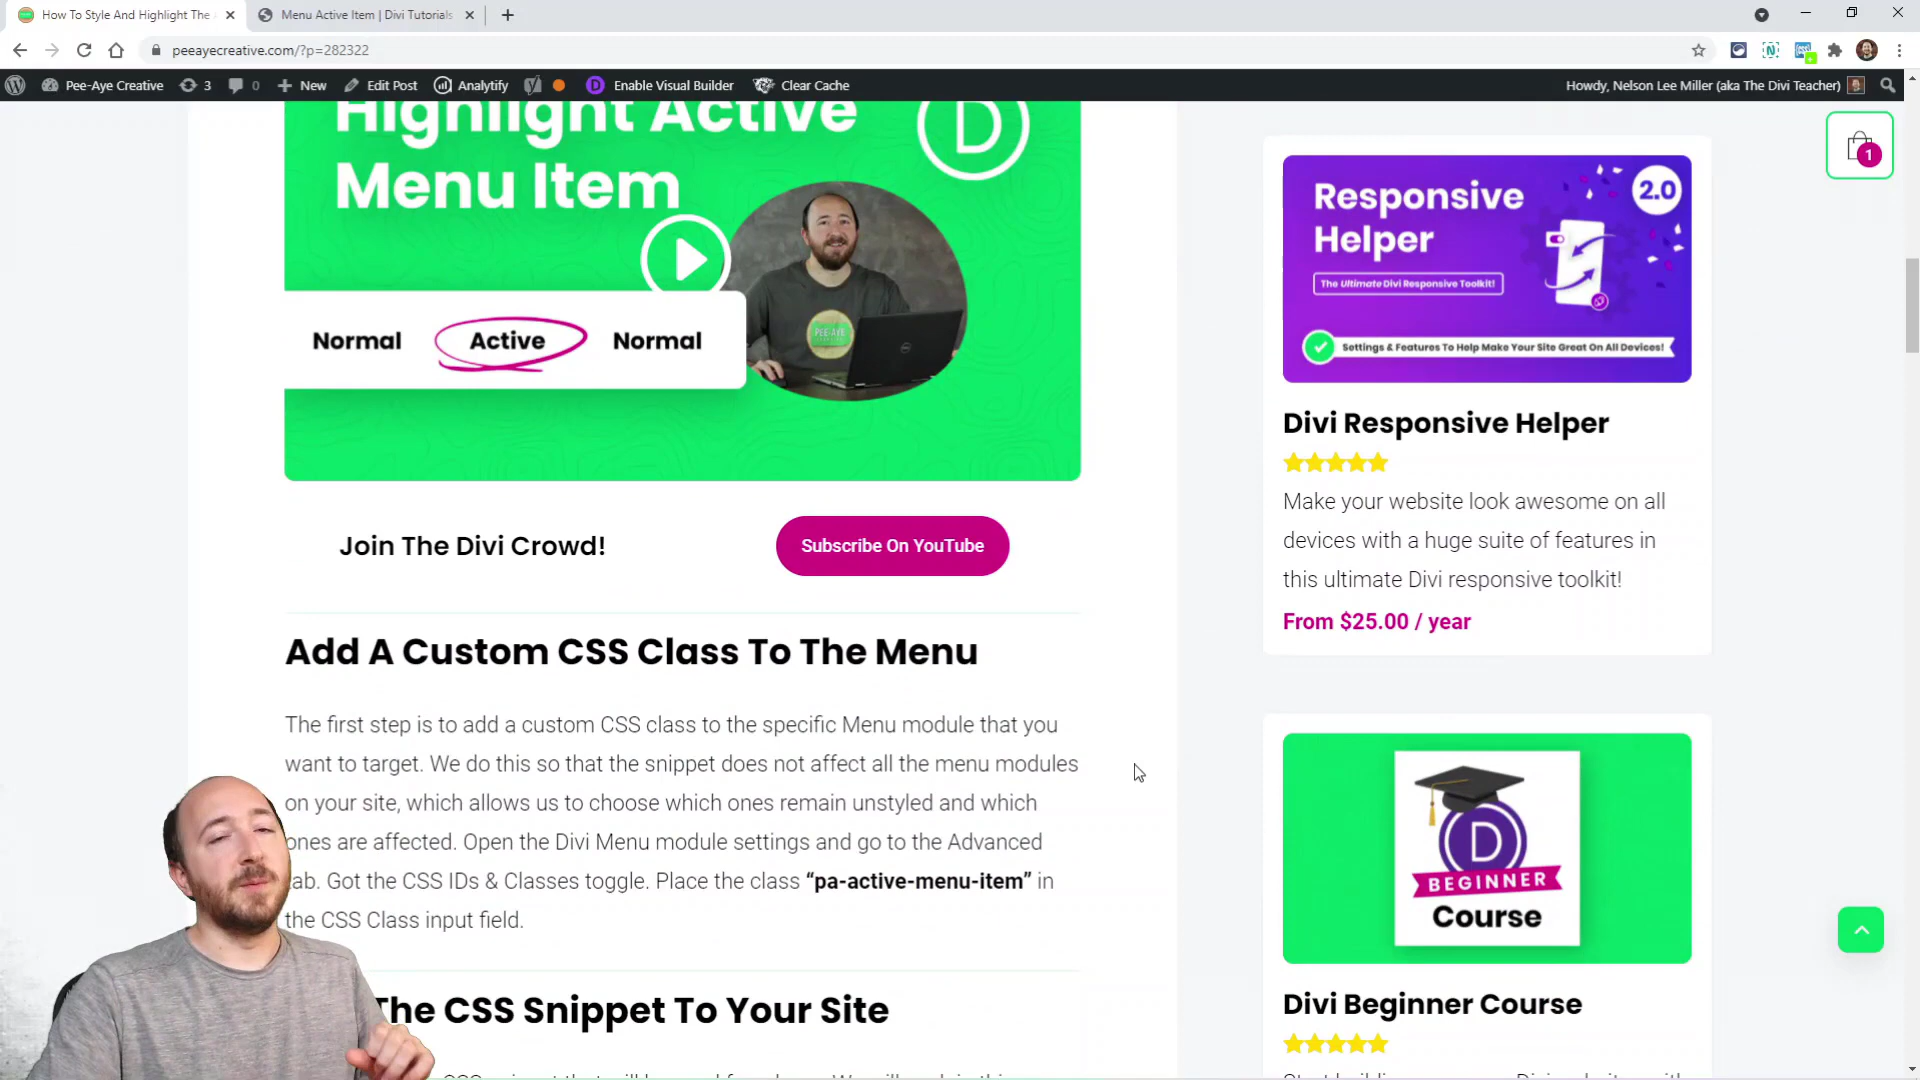 How To Style And Highlight The
Menu Active Item | Divi Tutorials
peeayecreative.com/?p=282322
Pee-Aye Creative
3
0
New
Edit Post
Analytify
Enable Visual Builder
Clear Cache
Howdy, Nelson Lee Miller (aka The Divi Teacher)
Highlight Active
Menu Item
D
Normal
Active
Normal
PEE-AYE
Join The Divi Crowd!
Subscribe On YouTube
Add A Custom CSS Class To The Menu
The first step is to add a custom CSS class to the specific Menu module that you
want to target. We do this so that the snippet does not affect all the menu modules
on your site, which allows us to choose which ones remain unstyled and which
ones are affected. Open the Divi Menu module settings and go to the Advanced
tab. Got the CSS IDs & Classes toggle. Place the class “pa-active-menu-item” in
the CSS Class input field.
The CSS Snippet To Your Site
1
Responsive
Helper
2.0
The Ultimate Divi Responsive Toolkit!
Settings & Features To Help Make Your Site Great On All Devices!
Divi Responsive Helper
Make your website look awesome on all
devices with a huge suite of features in
this ultimate Divi responsive toolkit!
From $25.00 / year
D
BEGINNER
Course
Divi Beginner Course